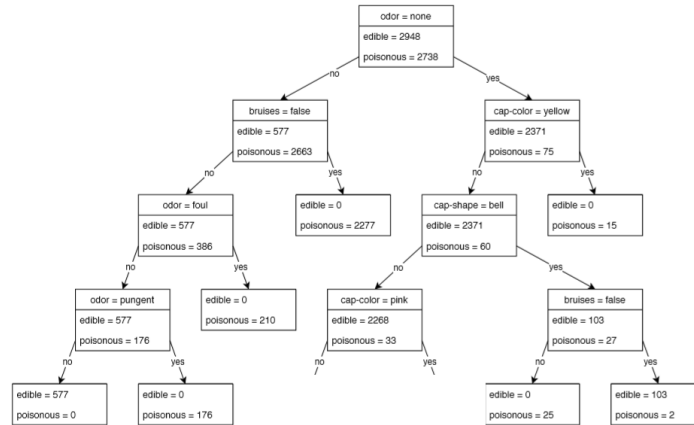 odor = none
edible = 2948
poisonous = 2738
no
yes
bruises = false
edible = 577
poisonous = 2663
cap-color = yellow
edible = 2371
poisonous = 75
no
yes
no
yes
odor = foul
edible = 577
poisonous = 386
edible = 0
poisonous = 2277
cap-shape = bell
edible = 2371
poisonous = 60
edible = 0
poisonous = 15
no
yes
no
yes
odor = pungent
edible = 577
poisonous = 176
edible = 0
poisonous = 210
cap-color = pink
edible = 2268
poisonous = 33
bruises = false
edible = 103
poisonous = 27
no
yes
no
yes
no
yes
edible = 577
poisonous = 0
edible = 0
poisonous = 176
edible = 0
poisonous = 25
edible = 103
poisonous = 2